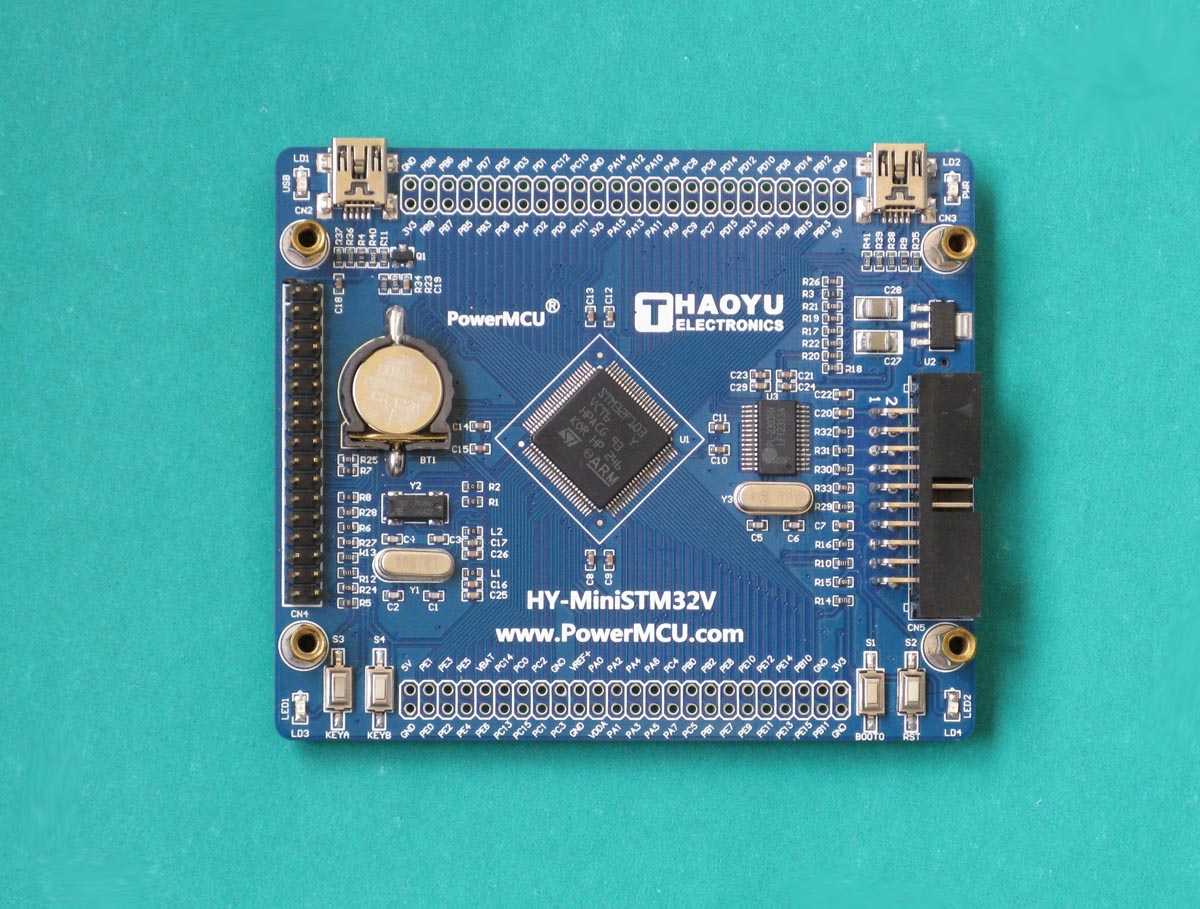 LD1
USB
CN2
GND PB8 PB6 PB4 PD7 PD5 PD3 PD1 PC12 PC10 GND PA14 PA12 PA10 PA8 PC8 PC6 PD14 PD12 PD10 PD8 PB14 PB12 GND
3V3 PB9 PB7 PB5 PB3 PD6 PD4 PD2 PD0 PC11 3V3 PA15 PA13 PA11 PA9 PC9 PC7 PD15 PD13 PD11 PD9 PB15 PB13 5V
LD2
PWR
CN3
R37
R36
R4
R40
R11
Q1
R41
R39
R38
R9
R35
C18
R34
R23
C19
PowerMCU®
C13
C12
HAOYU
ELECTRONICS
R26
R3
R21
R19
R17
R22
R20
R18
C28
C27
U2
CR1220
BT1
STM32F103
VCT6 Y
HPAGG 93
KOR HP 246
ARM
U1
C14
C15
C11
C10
C23
C29
C21
C24
U3
C22
C20
R32
R31
R30
R33
R29
C7
R16
R10
R15
R14
1 2
R25
R7
R8
R28
R6
R27
R13
R12
R24
R5
Y2
R2
R1
C4
C3
L2
C17
C26
L1
C16
C25
Y1
C2
C1
Y3
C5
C6
C8
C9
CN4
CN5
HY-MiniSTM32V
www.PowerMCU.com
S3
S4
S1
S2
5V PE1 PE3 PE5 VBAT PC14 PC0 PC2 GND VREF+ PA0 PA2 PA4 PA6 PC4 PB0 PB2 PE8 PE10 PE12 PE14 PB10 GND 3V3
GND PE0 PE2 PE4 PE6 PC13 PC15 PC1 PC3 GND VDDA PA1 PA3 PA5 PA7 PC5 PB1 PE7 PE9 PE11 PE13 PE15 PB11 GND
LED1
LD3
KEYA
KEYB
BOOT0
RST
LD4
LED2